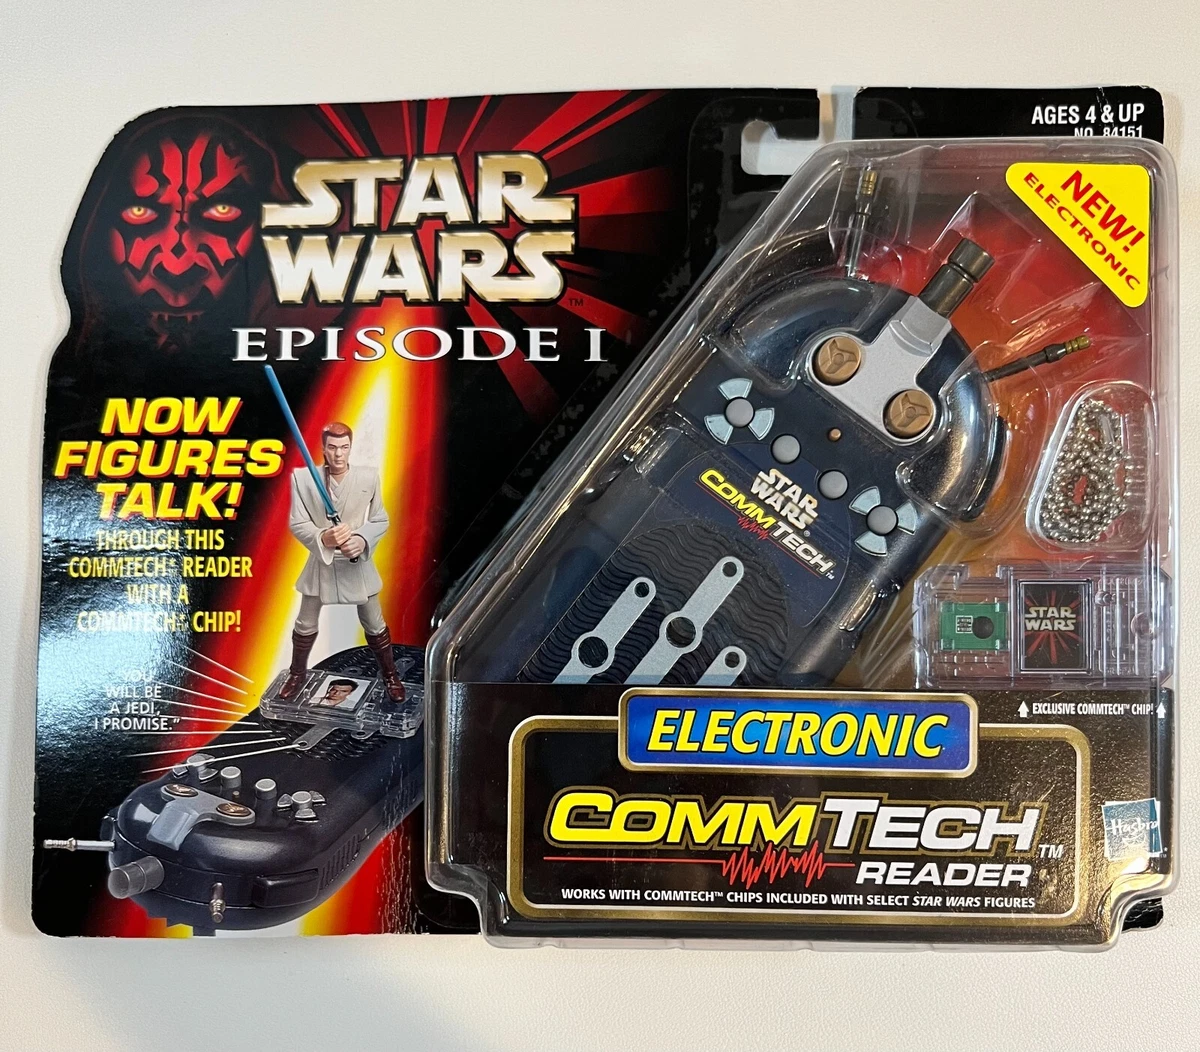 AGES 4 & UP
NO. 84151
NEW!
ELECTRONIC
STAR
WARS
TM
EPISODE I
NOW
FIGURES
TALK!
THROUGH THIS
COMMTECH™ READER
WITH A
COMMTECH™ CHIP!
"YOU
WILL BE
A JEDI,
I PROMISE."
STAR
WARS®
COMMTECH™
STAR
WARS
EXCLUSIVE COMMTECH™ CHIP!
ELECTRONIC
COMMTECH™
READER
WORKS WITH COMMTECH™ CHIPS INCLUDED WITH SELECT STAR WARS FIGURES
Hasbro